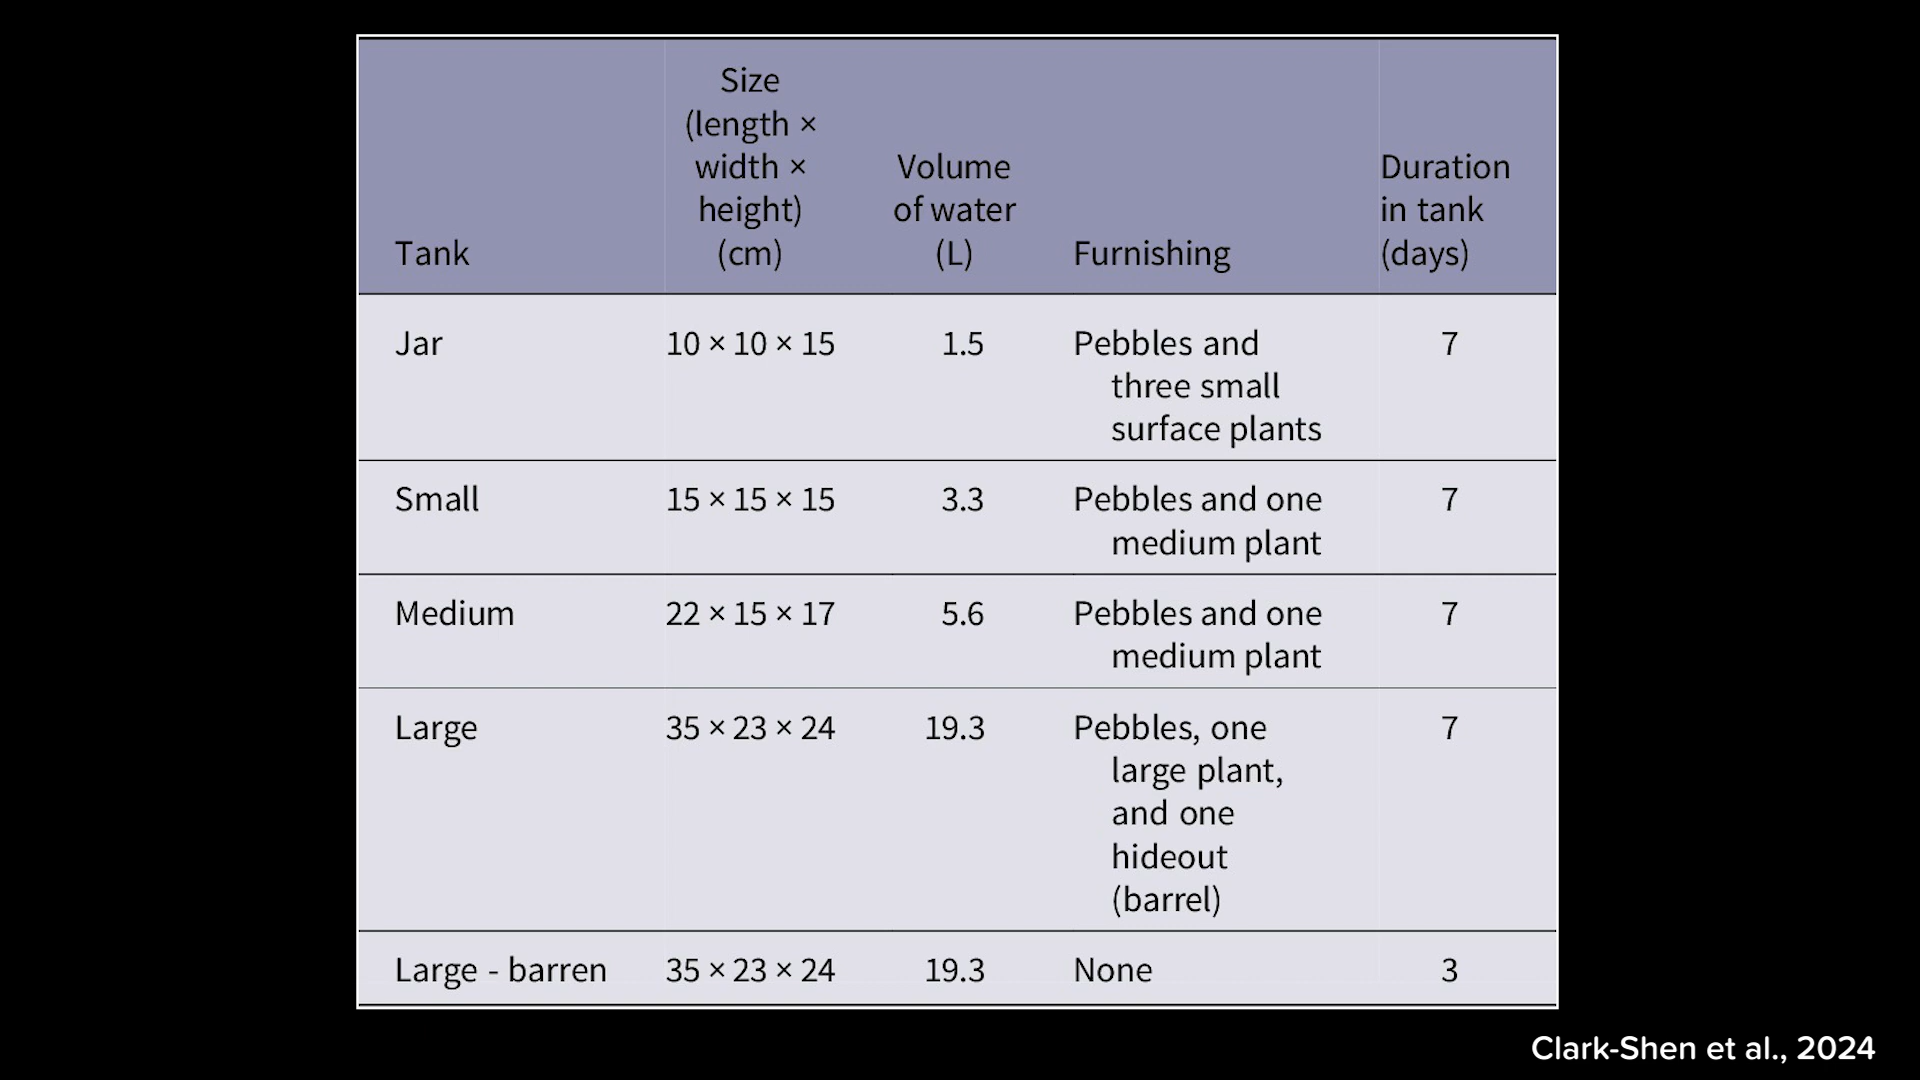 Tank
Size
(length ×
width ×
height)
(cm)
Volume
of water
(L)
Furnishing
Duration
in tank
(days)
Jar
10 × 10 × 15
1.5
Pebbles and
three small
surface plants
7
Small
15 × 15 × 15
3.3
Pebbles and one
medium plant
7
Medium
22 × 15 × 17
5.6
Pebbles and one
medium plant
7
Large
35 × 23 × 24
19.3
Pebbles, one
large plant,
and one
hideout
(barrel)
7
Large - barren
35 × 23 × 24
19.3
None
3
Clark-Shen et al., 2024